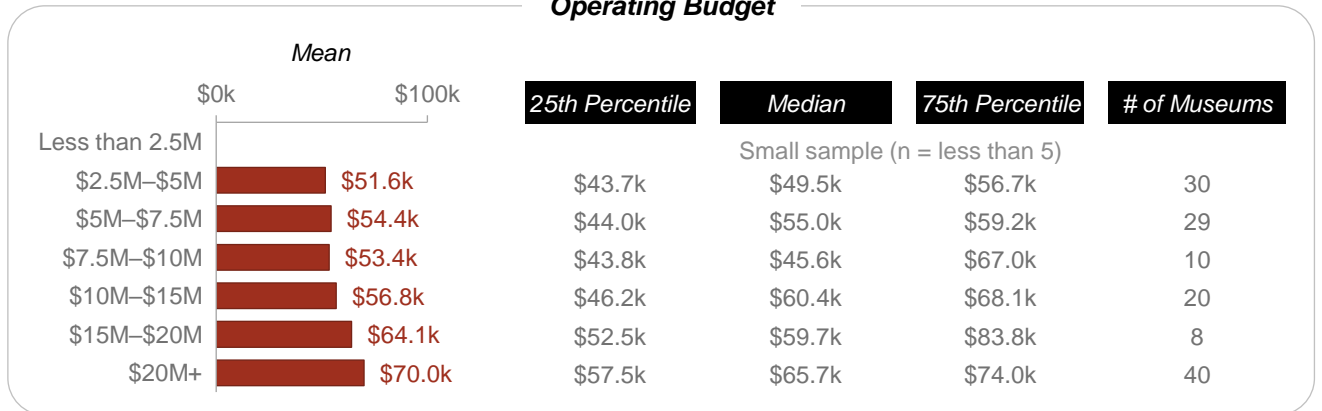 Operating Budget
Mean
$0k $100k 25th Percentile Median 75th Percentile # of Museums
Less than 2.5M Small sample (n = less than 5)
$2.5M–$5M $51.6k $43.7k $49.5k $56.7k 30
$5M–$7.5M $54.4k $44.0k $55.0k $59.2k 29
$7.5M–$10M $53.4k $43.8k $45.6k $67.0k 10
$10M–$15M $56.8k $46.2k $60.4k $68.1k 20
$15M–$20M $64.1k $52.5k $59.7k $83.8k 8
$20M+ $70.0k $57.5k $65.7k $74.0k 40